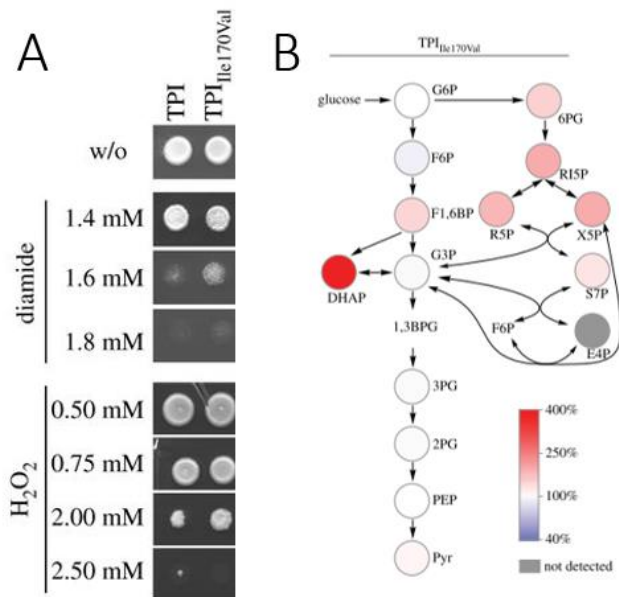 A
TPI
TPI_Ile170Val
w/o
diamide
1.4 mM
1.6 mM
1.8 mM
H₂O₂
0.50 mM
0.75 mM
2.00 mM
2.50 mM
B
TPI_Ile170Val
glucose
G6P
6PG
F6P
RI5P
F1,6BP
R5P
X5P
G3P
DHAP
S7P
1,3BPG
F6P
E4P
3PG
2PG
PEP
Pyr
400%
250%
100%
40%
not detected